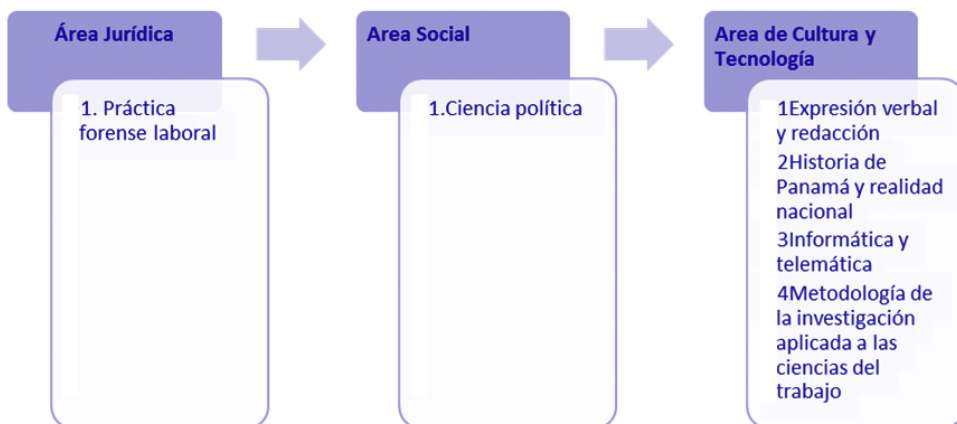 Área Jurídica
1. Práctica
forense laboral
Area Social
1.Ciencia política
Area de Cultura y
Tecnología
1Expresión verbal
y redacción
2Historia de
Panamá y realidad
nacional
3Informática y
telemática
4Metodología de
la investigación
aplicada a las
ciencias del
trabajo